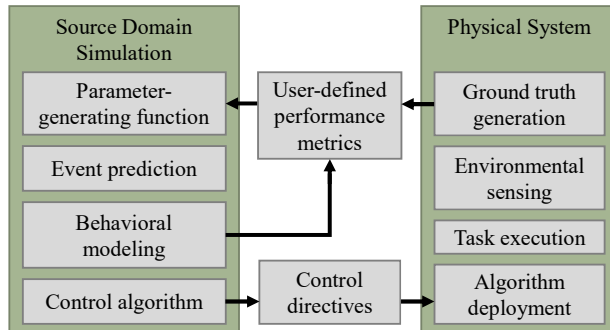 Source Domain
Simulation
Parameter-
generating function
Event prediction
Behavioral
modeling
Control algorithm
User-defined
performance
metrics
Control
directives
Physical System
Ground truth
generation
Environmental
sensing
Task execution
Algorithm
deployment